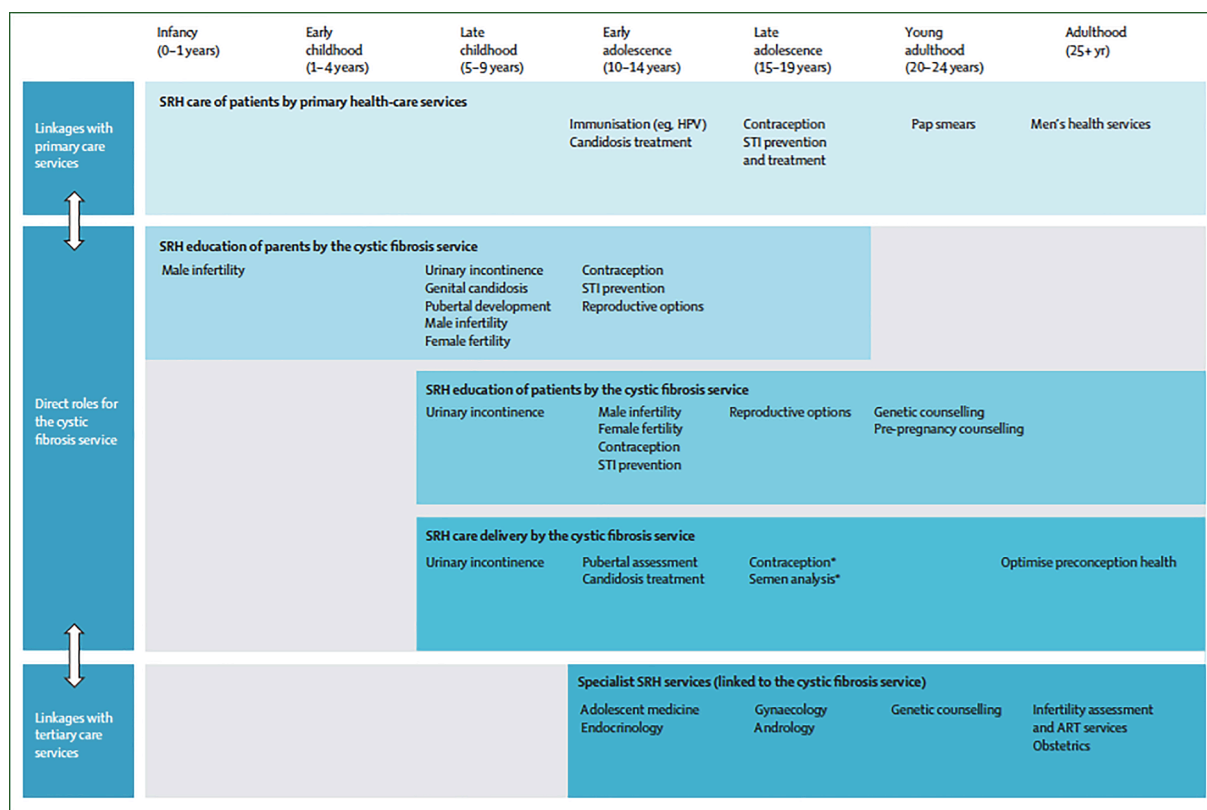 Infancy
(0–1 years)
Early
childhood
(1–4 years)
Late
childhood
(5–9 years)
Early
adolescence
(10–14 years)
Late
adolescence
(15–19 years)
Young
adulthood
(20–24 years)
Adulthood
(25+ yr)
Linkages with
primary care
services
SRH care of patients by primary health-care services
Immunisation (eg, HPV)
Candidosis treatment
Contraception
STI prevention
and treatment
Pap smears
Men's health services
Direct roles for
the cystic
fibrosis service
SRH education of parents by the cystic fibrosis service
Male infertility
Urinary incontinence
Genital candidosis
Pubertal development
Male infertility
Female fertility
Contraception
STI prevention
Reproductive options
SRH education of patients by the cystic fibrosis service
Urinary incontinence
Male infertility
Female fertility
Contraception
STI prevention
Reproductive options
Genetic counselling
Pre-pregnancy counselling
SRH care delivery by the cystic fibrosis service
Urinary incontinence
Pubertal assessment
Candidosis treatment
Contraception*
Semen analysis*
Optimise preconception health
Linkages with
tertiary care
services
Specialist SRH services (linked to the cystic fibrosis service)
Adolescent medicine
Endocrinology
Gynaecology
Andrology
Genetic counselling
Infertility assessment
and ART services
Obstetrics